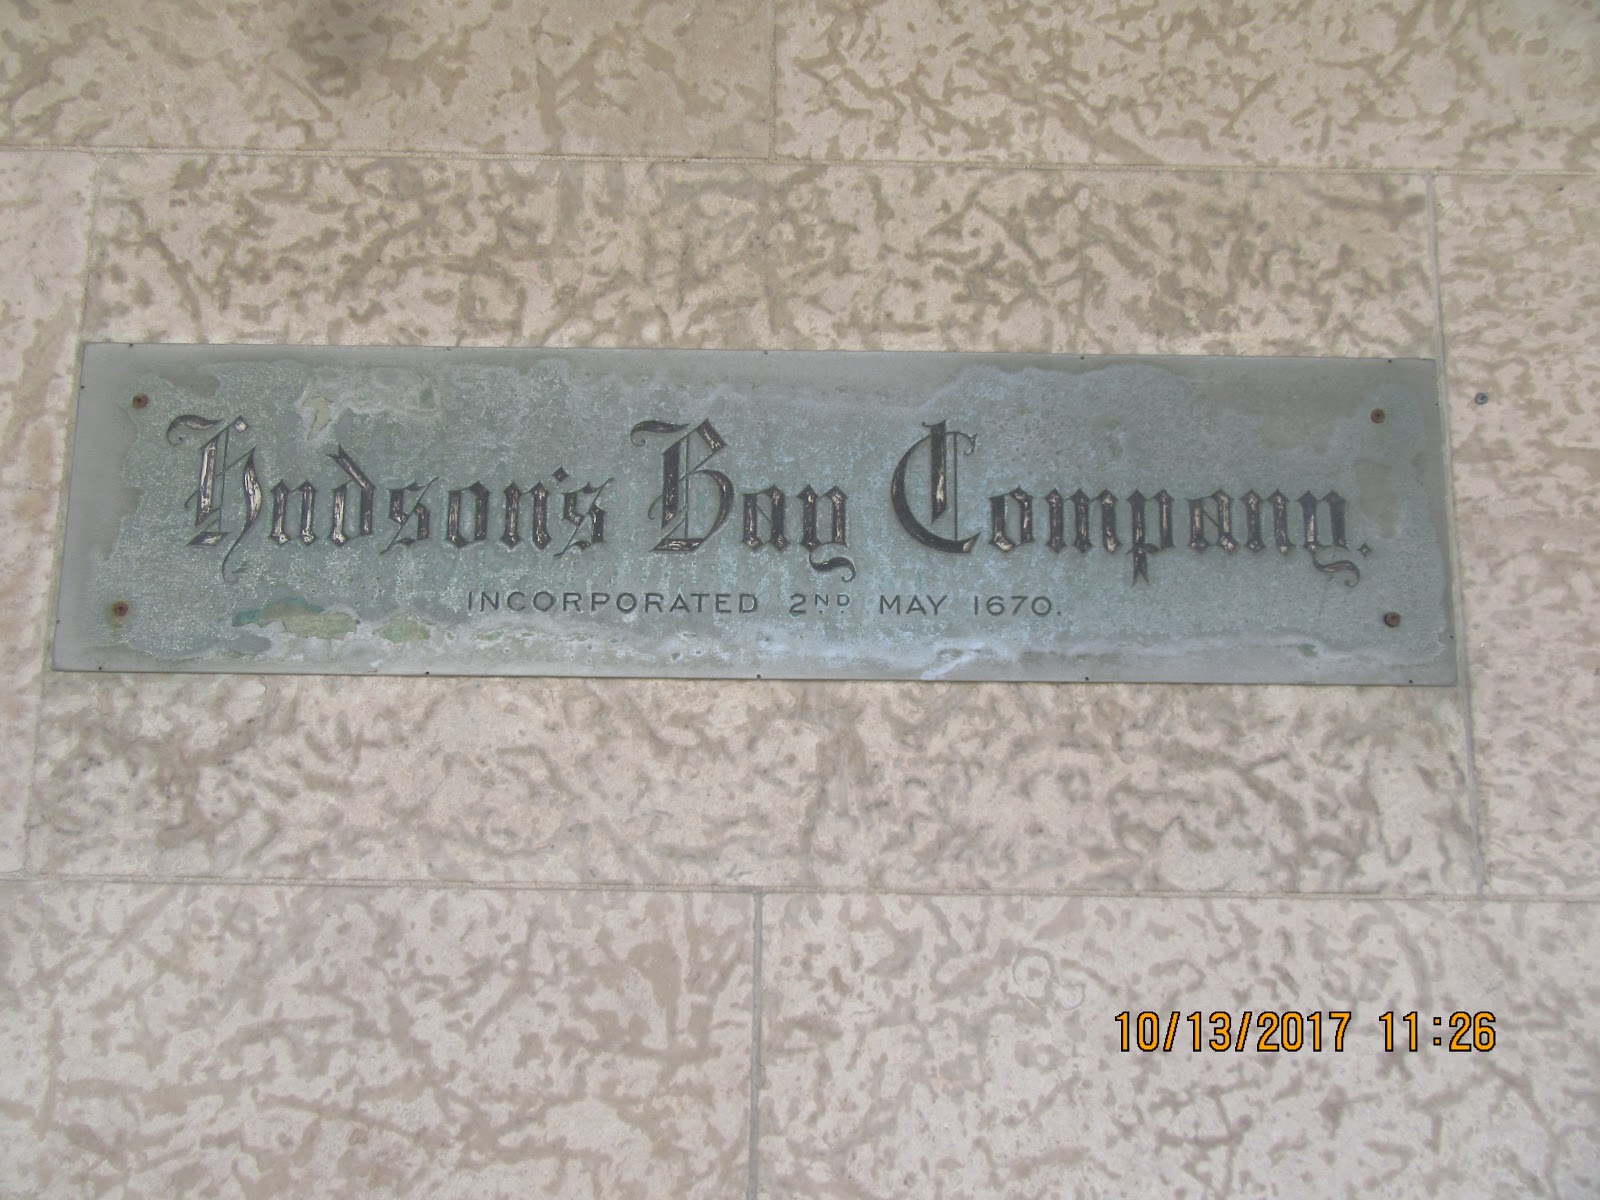 Hudson's Bay Company.
INCORPORATED 2ND MAY 1670.
10/13/2017 11:26